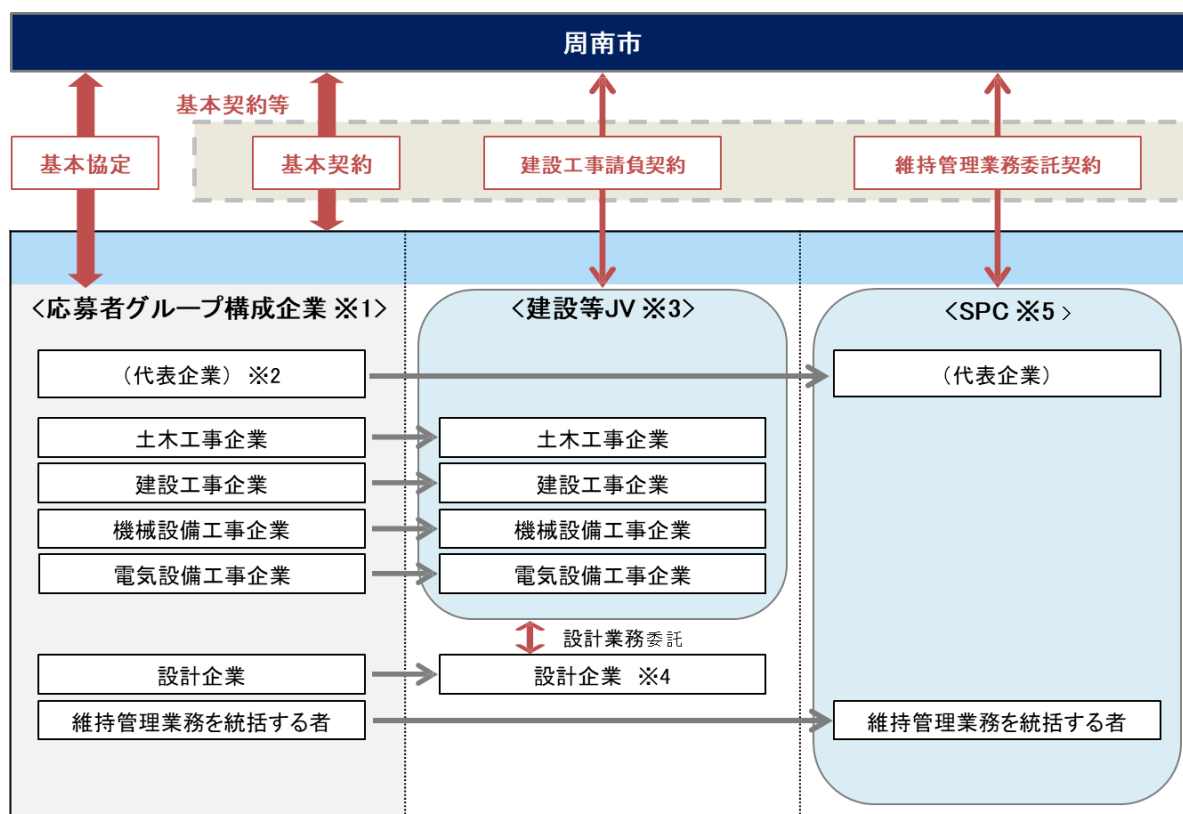 周南市
基本契約等
基本協定
基本契約
建設工事請負契約
維持管理業務委託契約
<応募者グループ構成企業 ※1>
<建設等JV ※3>
<SPC ※5>
(代表企業) ※2
(代表企業)
土木工事企業
土木工事企業
建設工事企業
建設工事企業
機械設備工事企業
機械設備工事企業
電気設備工事企業
電気設備工事企業
設計業務委託
設計企業
設計企業 ※4
維持管理業務を統括する者
維持管理業務を統括する者